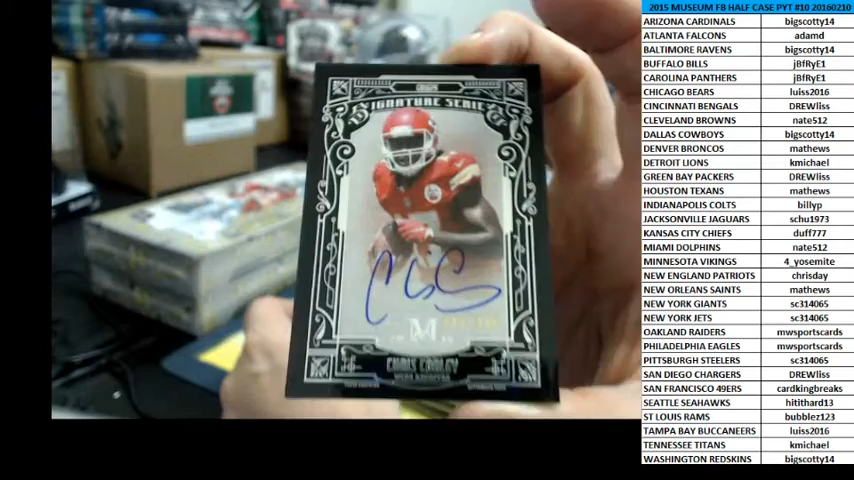 2015 MUSEUM FB HALF CASE PYT #10 20160210
ARIZONA CARDINALS bigscotty14
ATLANTA FALCONS adamd
BALTIMORE RAVENS bigscotty14
BUFFALO BILLS j8fRyE1
CAROLINA PANTHERS j8fRyE1
CHICAGO BEARS luiss2016
CINCINNATI BENGALS DREWliss
CLEVELAND BROWNS nate512
DALLAS COWBOYS bigscotty14
DENVER BRONCOS mathews
DETROIT LIONS kmichael
GREEN BAY PACKERS DREWliss
HOUSTON TEXANS mathews
INDIANAPOLIS COLTS billyp
JACKSONVILLE JAGUARS schu1973
KANSAS CITY CHIEFS duff777
MIAMI DOLPHINS nate512
MINNESOTA VIKINGS 4_yosemite
NEW ENGLAND PATRIOTS chrisday
NEW ORLEANS SAINTS mathews
NEW YORK GIANTS sc314065
NEW YORK JETS sc314065
OAKLAND RAIDERS mwsportscards
PHILADELPHIA EAGLES mwsportscards
PITTSBURGH STEELERS sc314065
SAN DIEGO CHARGERS DREWliss
SAN FRANCISCO 49ERS cardkingbreaks
SEATTLE SEAHAWKS hitithard13
ST LOUIS RAMS bubblez123
TAMPA BAY BUCCANEERS luiss2016
TENNESSEE TITANS kmichael
WASHINGTON REDSKINS bigscotty14
SIGNATURE SERIES
M
CHRIS CONLEY